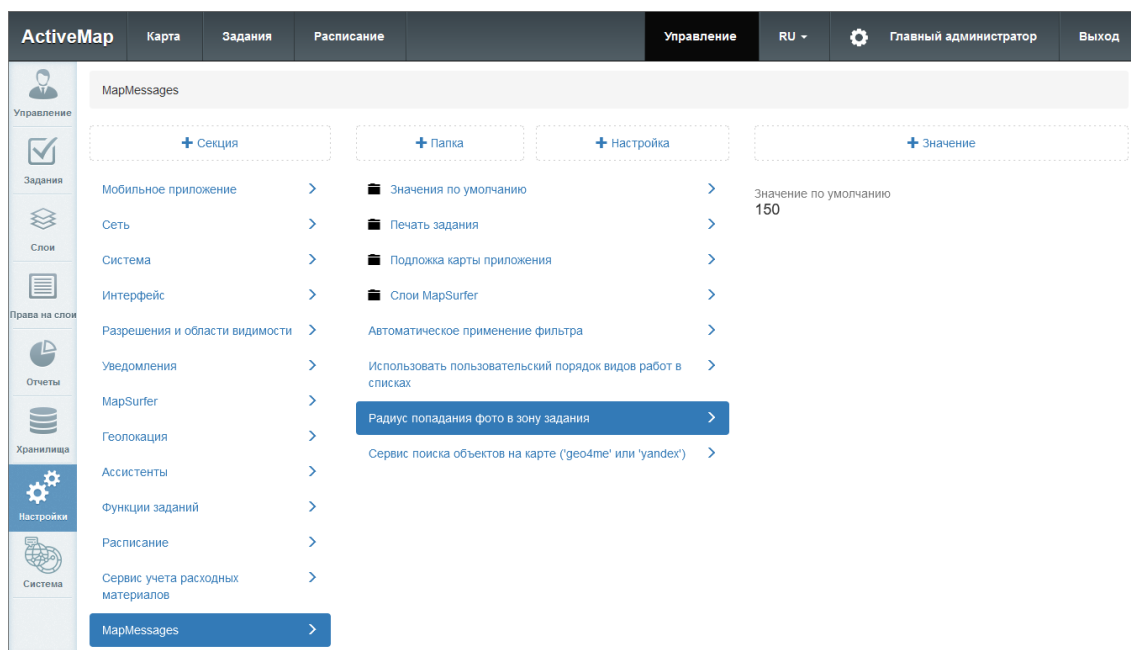 ActiveMap Карта Задания Расписание Управление RU Главный администратор Выход
Управление
Задания
Слои
Права на слои
Отчеты
Хранилища
Настройки
Система
MapMessages
+ Секция
Мобильное приложение
Сеть
Система
Интерфейс
Разрешения и области видимости
Уведомления
MapSurfer
Геолокация
Ассистенты
Функции заданий
Расписание
Сервис учета расходных
материалов
MapMessages
+ Папка + Настройка
Значения по умолчанию
Печать задания
Подложка карты приложения
Слои MapSurfer
Автоматическое применение фильтра
Использовать пользовательский порядок видов работ в
списках
Радиус попадания фото в зону задания
Сервис поиска объектов на карте ('geo4me' или 'yandex')
+ Значение
Значение по умолчанию
150